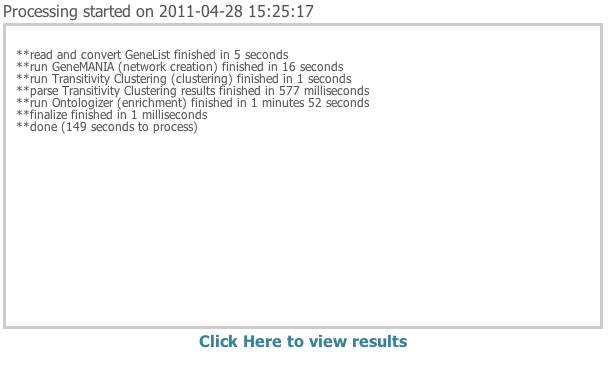 Processing started on 2011-04-28 15:25:17
**read and convert GeneList finished in 5 seconds
**run GeneMANIA (network creation) finished in 16 seconds
**run Transitivity Clustering (clustering) finished in 1 seconds
**parse Transitivity Clustering results finished in 577 milliseconds
**run Ontologizer (enrichment) finished in 1 minutes 52 seconds
**finalize finished in 1 milliseconds
**done (149 seconds to process)
Click Here to view results